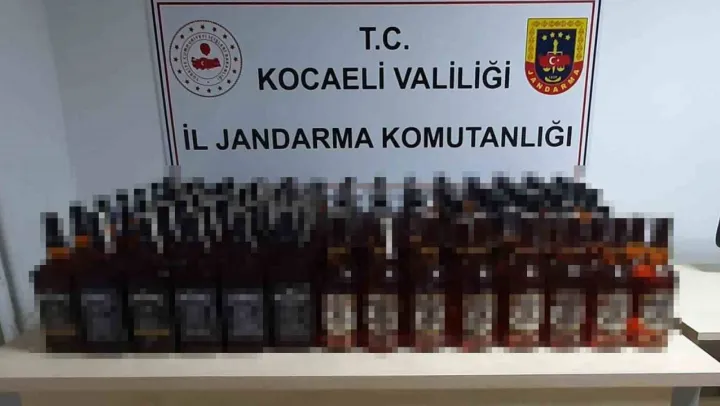 T.C.
KOCAELİ VALİLİĞİ
İL JANDARMA KOMUTANLIĞI
JANDARMA